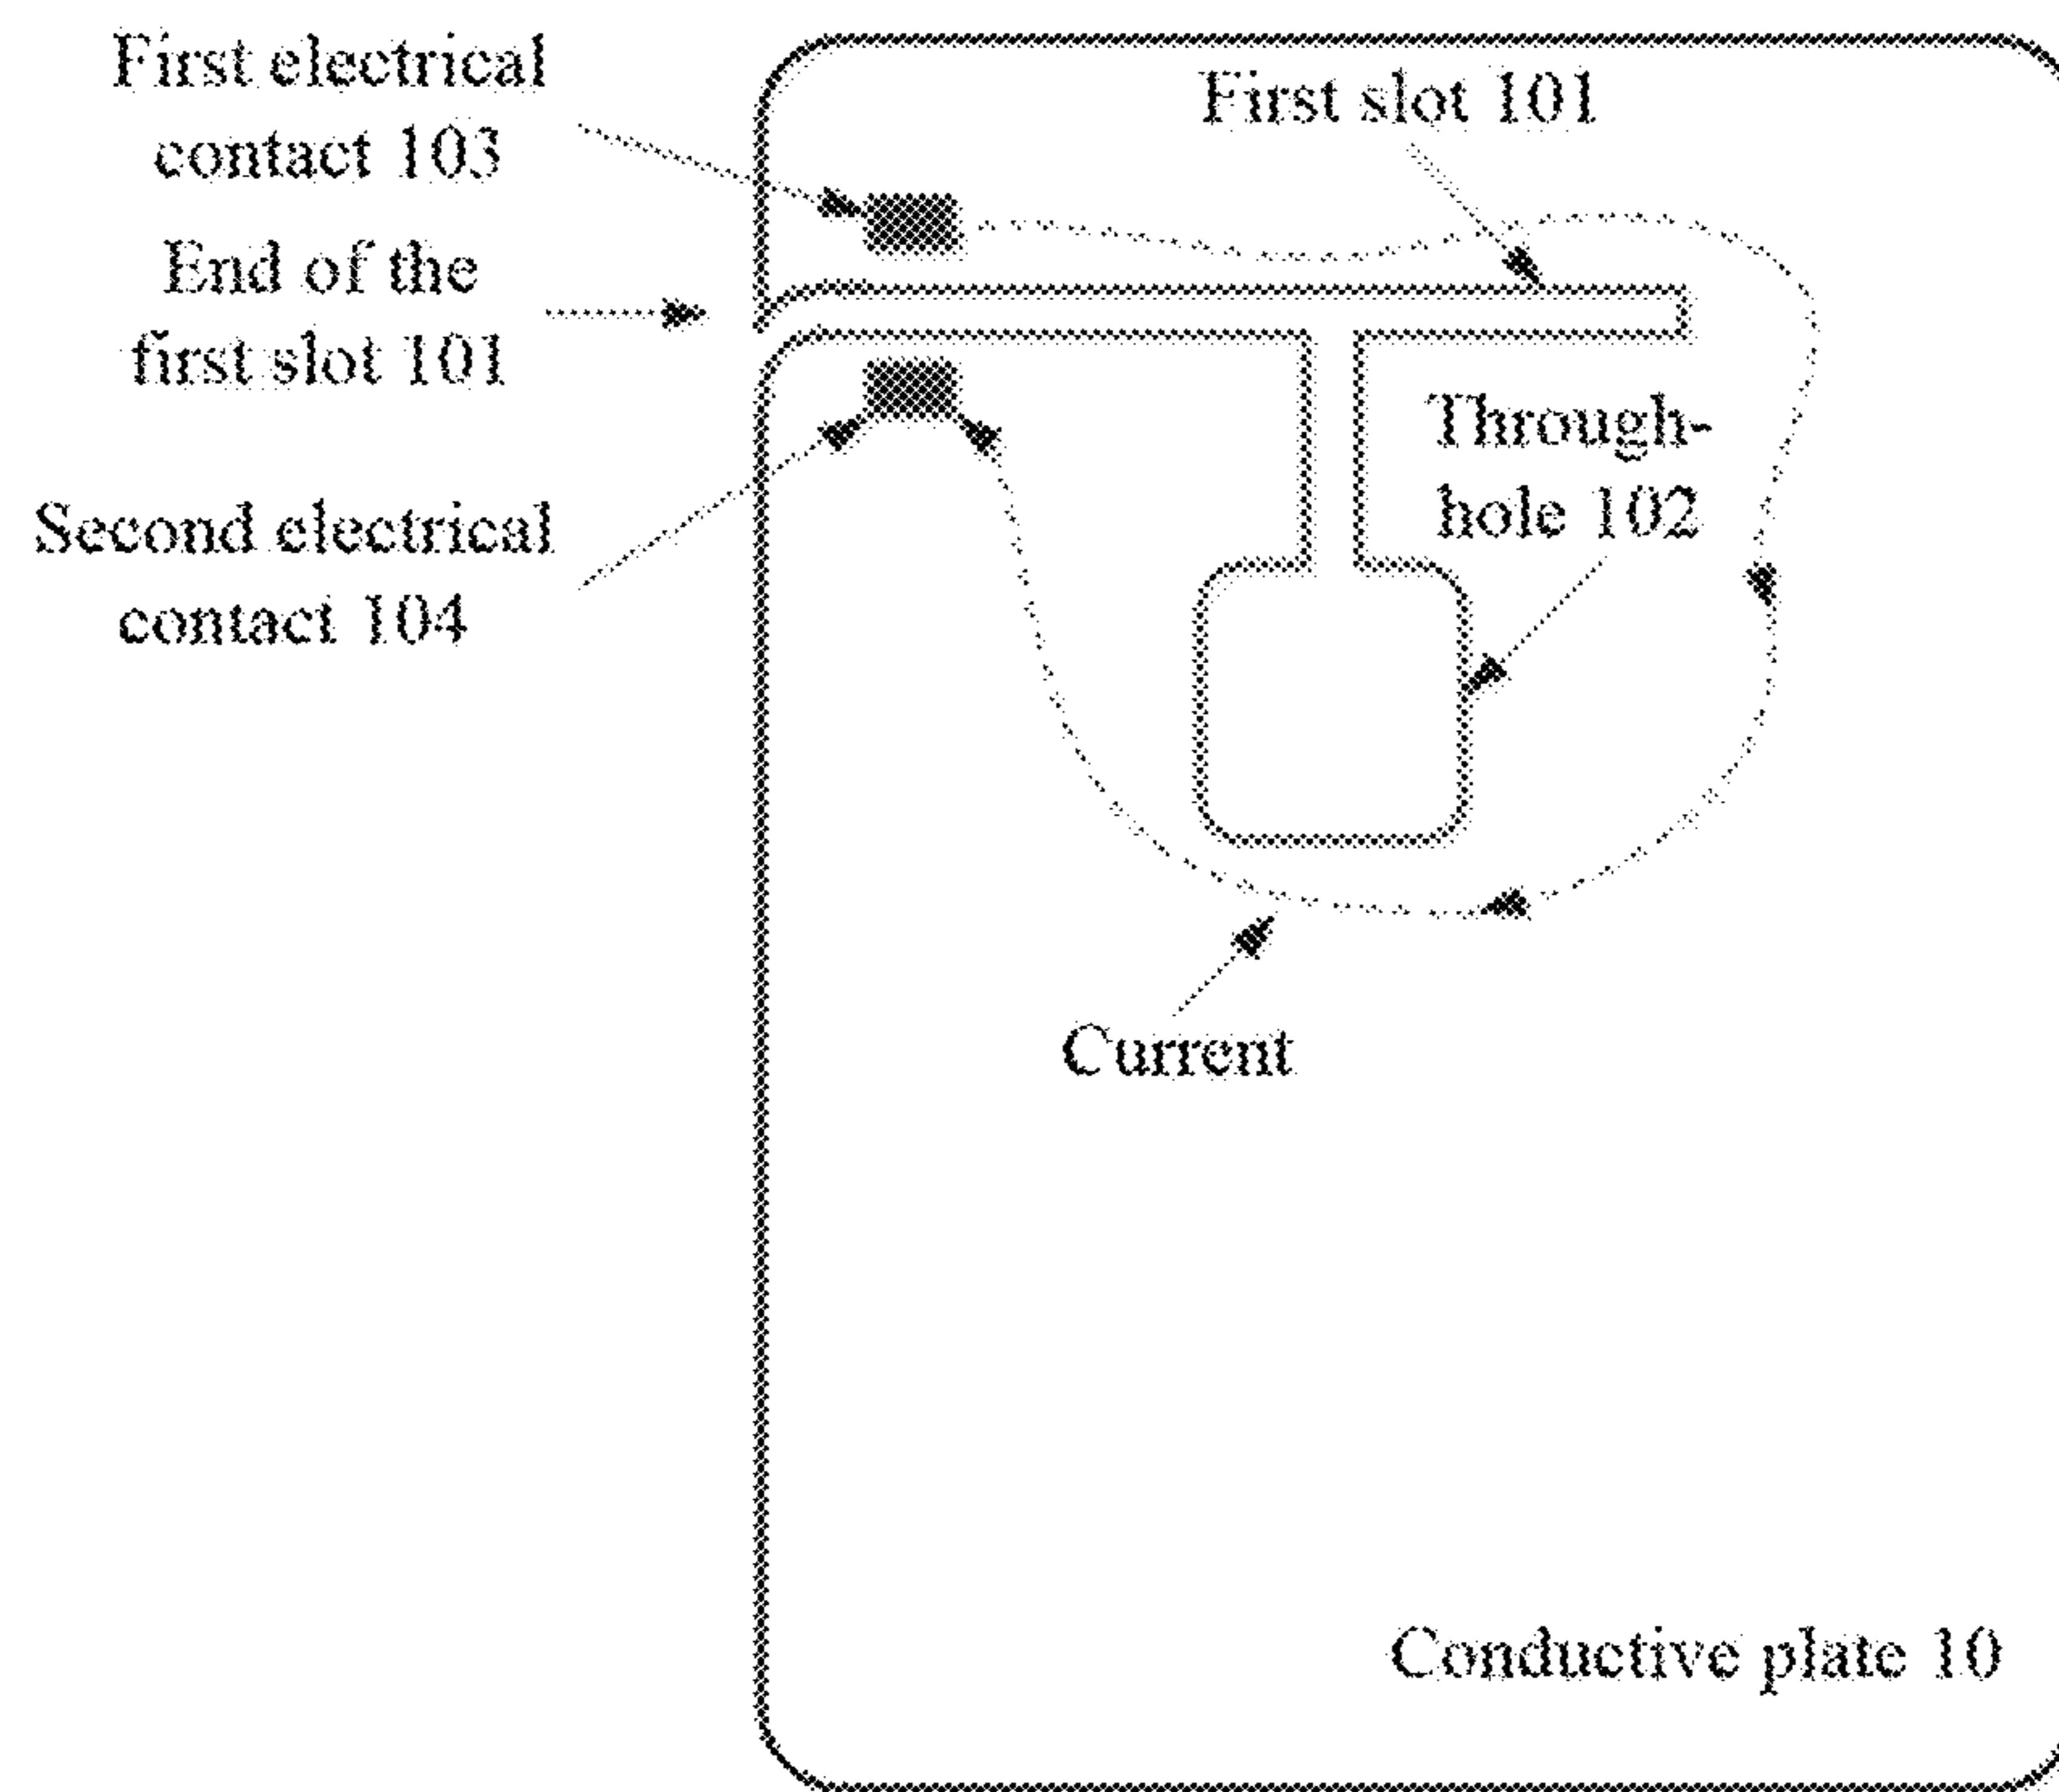 First electrical
contact 103
End of the
first slot 101
Second electrical
contact 104
First slot 101
Through-
hole 102
Current
Conductive plate 10